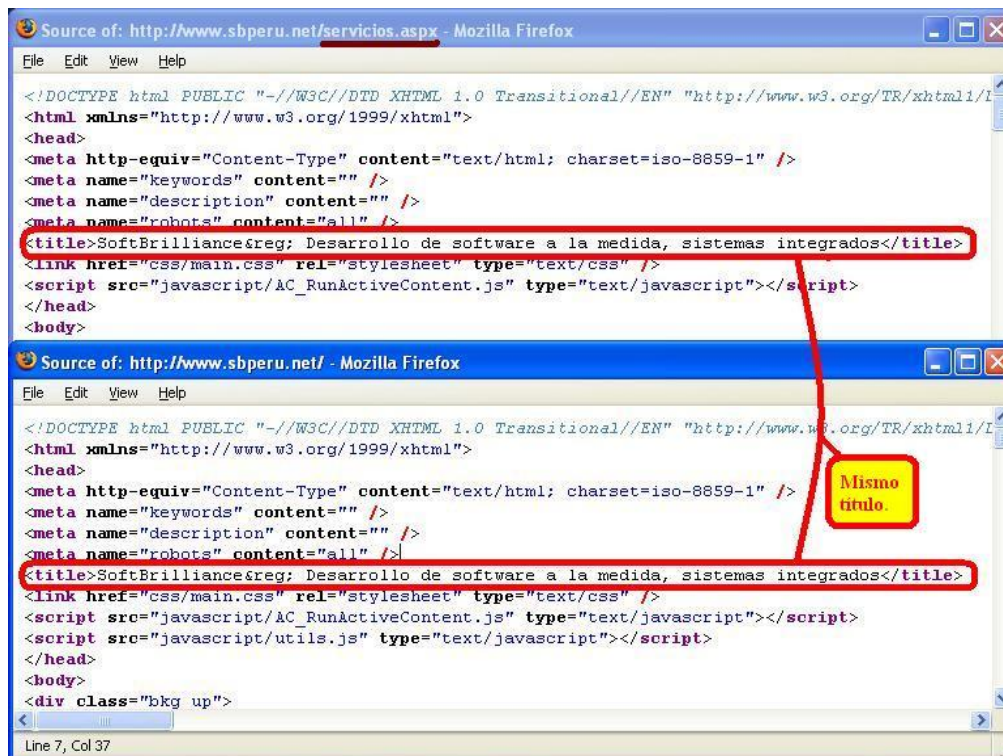 Source of: http://www.sbperu.net/servicios.aspx - Mozilla Firefox
File Edit View Help
<!DOCTYPE html PUBLIC "-//W3C//DTD XHTML 1.0 Transitional//EN" "http://www.w3.org/TR/xhtml1/
<html xmlns="http://www.w3.org/1999/xhtml">
<head>
<meta http-equiv="Content-Type" content="text/html; charset=iso-8859-1" />
<meta name="keywords" content="" />
<meta name="description" content="" />
<meta name="robots" content="all" />
<title>SoftBrilliance&reg; Desarrollo de software a la medida, sistemas integrados</title>
<link href="css/main.css" rel="stylesheet" type="text/css" />
<script src="javascript/AC_RunActiveContent.js" type="text/javascript"></script>
</head>
<body>
Source of: http://www.sbperu.net/ - Mozilla Firefox
File Edit View Help
<!DOCTYPE html PUBLIC "-//W3C//DTD XHTML 1.0 Transitional//EN" "http://www.w3.org/TR/xhtml1/
<html xmlns="http://www.w3.org/1999/xhtml">
<head>
<meta http-equiv="Content-Type" content="text/html; charset=iso-8859-1" />
<meta name="keywords" content="" />
<meta name="description" content="" />
<meta name="robots" content="all" />
<title>SoftBrilliance&reg; Desarrollo de software a la medida, sistemas integrados</title>
<link href="css/main.css" rel="stylesheet" type="text/css" />
<script src="javascript/AC_RunActiveContent.js" type="text/javascript"></script>
<script src="javascript/utils.js" type="text/javascript"></script>
</head>
<body>
<div class="bkg up">
Mismo
título.
Line 7, Col 37